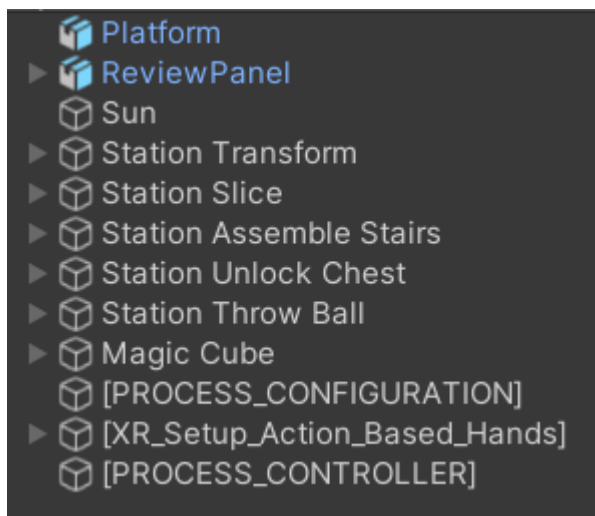 Platform
ReviewPanel
Sun
Station Transform
Station Slice
Station Assemble Stairs
Station Unlock Chest
Station Throw Ball
Magic Cube
[PROCESS_CONFIGURATION]
[XR_Setup_Action_Based_Hands]
[PROCESS_CONTROLLER]